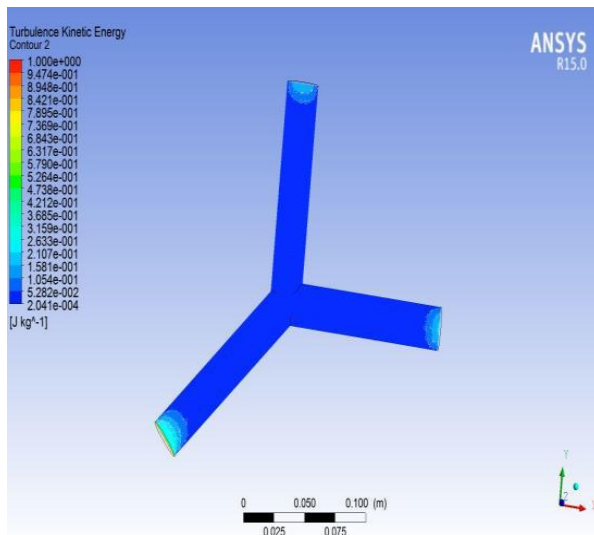 Turbulence Kinetic Energy
Contour 2
1.000e+000
9.474e-001
8.948e-001
8.421e-001
7.895e-001
7.369e-001
6.843e-001
6.317e-001
5.790e-001
5.264e-001
4.738e-001
4.212e-001
3.685e-001
3.159e-001
2.633e-001
2.107e-001
1.581e-001
1.054e-001
5.282e-002
2.041e-004
[J kg^-1]
ANSYS
R15.0
0 0.050 0.100 (m)
0.025 0.075
Y
Z
X